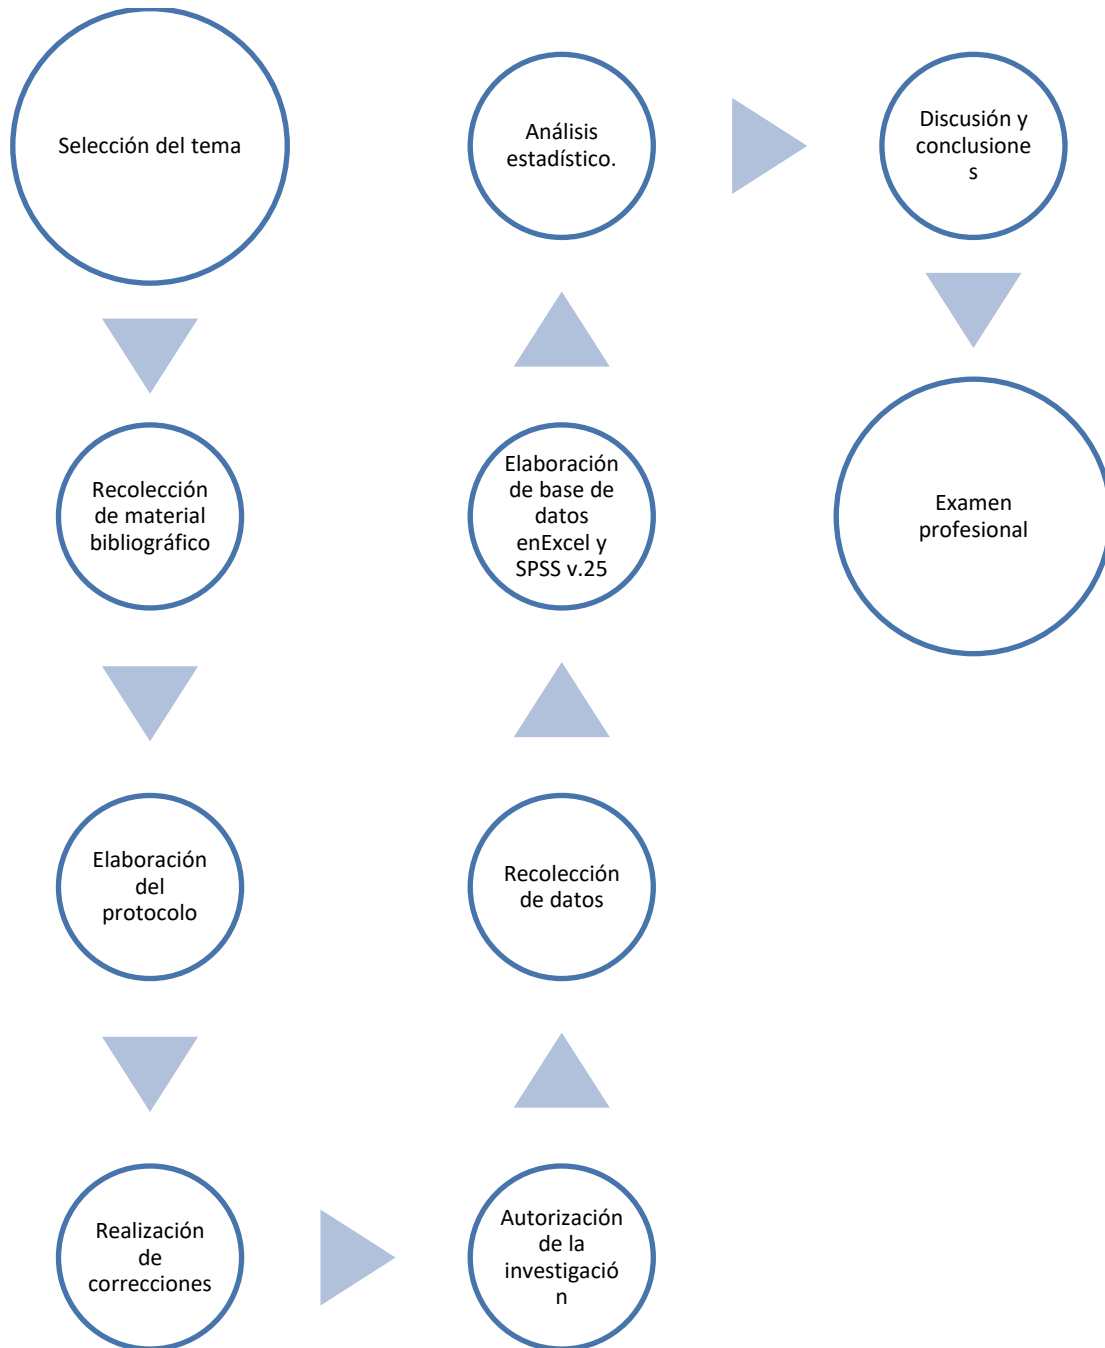 Selección del tema
Recolección
de material
bibliográfico
Elaboración
del
protocolo
Realización
de
correcciones
Autorización
de la
investigació
n
Recolección
de datos
Elaboración
de base de
datos
enExcel y
SPSS v.25
Análisis
estadístico.
Discusión y
conclusione
s
Examen
profesional